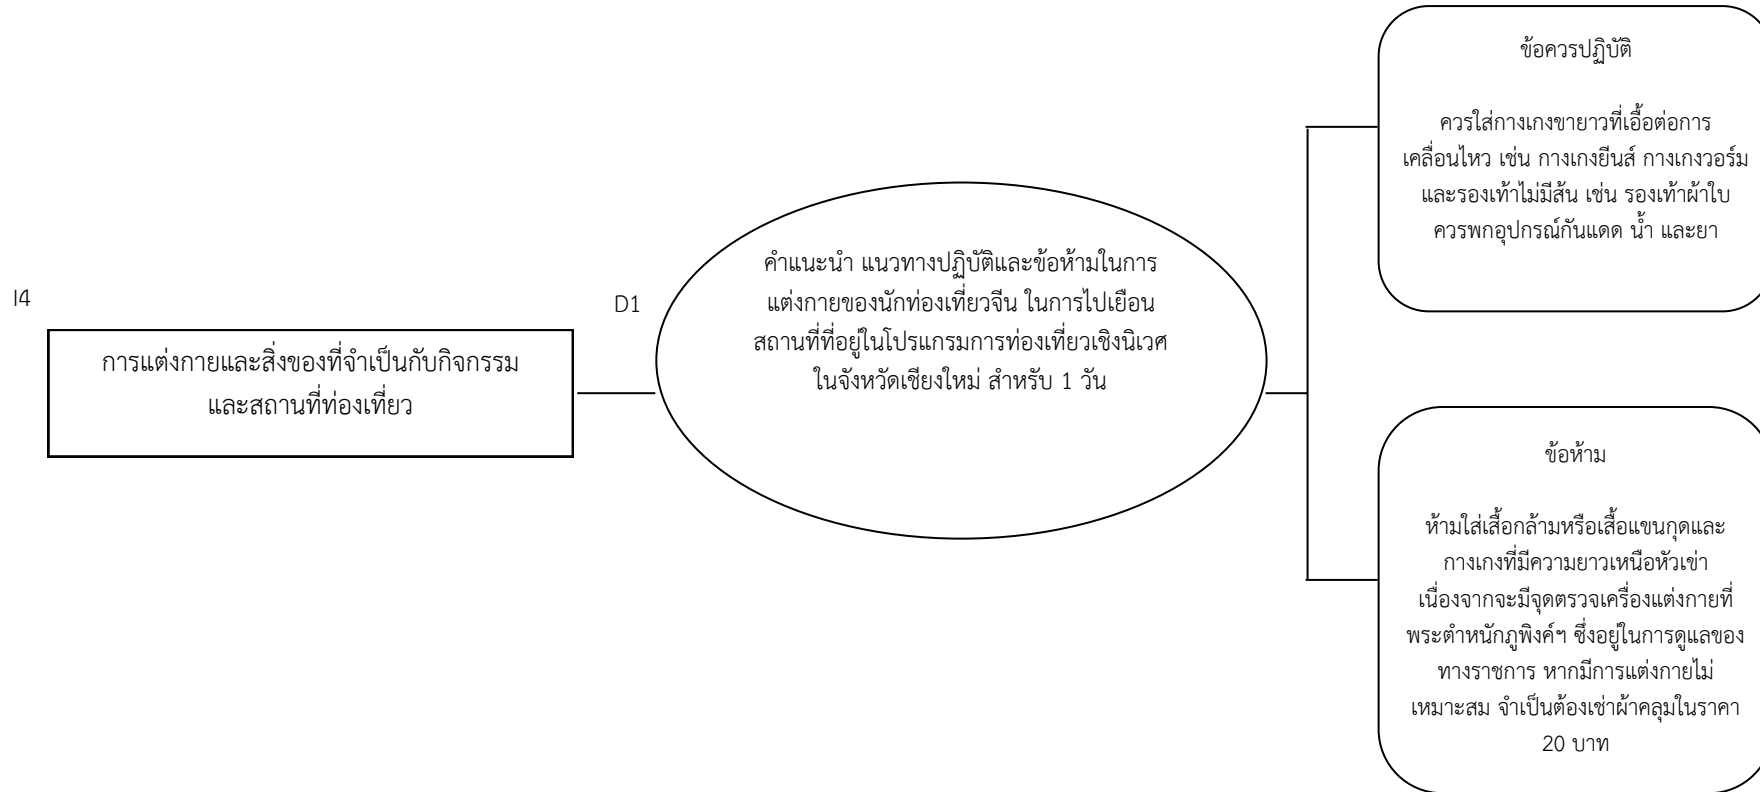 I4
การแต่งกายและสิ่งของที่จำเป็นกับกิจกรรม
และสถานที่ท่องเที่ยว
D1
คำแนะนำ แนวทางปฏิบัติและข้อห้ามในการ
แต่งกายของนักท่องเที่ยวจีน ในการไปเยือน
สถานที่ที่อยู่ในโปรแกรมการท่องเที่ยวเชิงนิเวศ
ในจังหวัดเชียงใหม่ สำหรับ 1 วัน
ข้อควรปฏิบัติ
ควรใส่กางเกงขายาวที่เอื้อต่อการ
เคลื่อนไหว เช่น กางเกงยีนส์ กางเกงวอร์ม
และรองเท้าไม่มีส้น เช่น รองเท้าผ้าใบ
ควรพกอุปกรณ์กันแดด น้ำ และยา
ข้อห้าม
ห้ามใส่เสื้อกล้ามหรือเสื้อแขนกุดและ
กางเกงที่มีความยาวเหนือหัวเข่า
เนื่องจากจะมีจุดตรวจเครื่องแต่งกายที่
พระตำหนักภูพิงค์ฯ ซึ่งอยู่ในการดูแลของ
ทางราชการ หากมีการแต่งกายไม่
เหมาะสม จำเป็นต้องเช่าผ้าคลุมในราคา
20 บาท